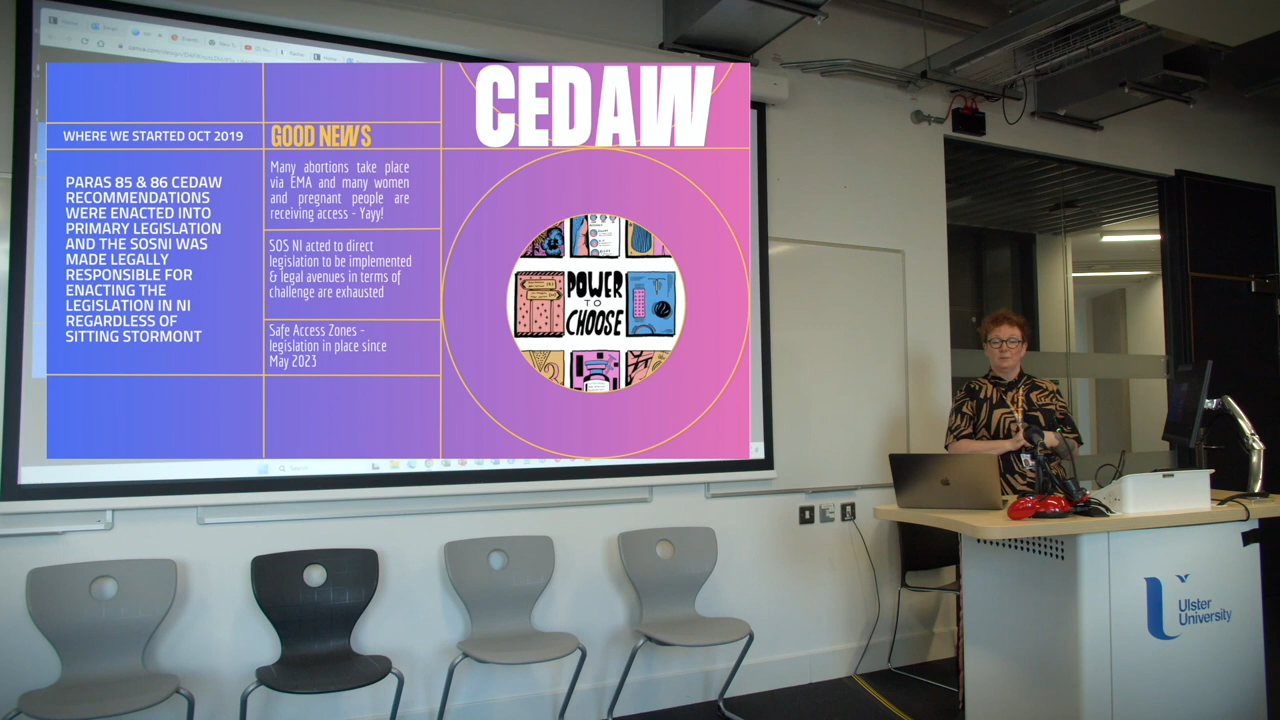 CEDAW
WHERE WE STARTED OCT 2019
GOOD NEWS
PARAS 85 & 86 CEDAW
RECOMMENDATIONS
WERE ENACTED INTO
PRIMARY LEGISLATION
AND THE SOSNI WAS
MADE LEGALLY
RESPONSIBLE FOR
ENACTING THE
LEGISLATION IN NI
REGARDLESS OF
SITTING STORMONT
Many abortions take place
via EMA and many women
and pregnant people are
receiving access - Yayy!
SOS NI acted to direct
legislation to be implemented
& legal avenues in terms of
challenge are exhausted
Safe Access Zones -
legislation in place since
May 2023
POWER
TO
CHOOSE
Search
Ulster
University